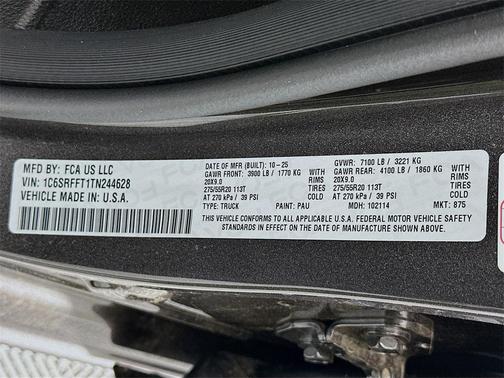 MFD BY: FCA US LLC
VIN: 1C6SRFFT1TN244628
VEHICLE MADE IN: U.S.A.
DATE OF MFR (BUILT): 10-25 GVWR: 7100 LB / 3221 KG
GAWR FRONT: 3900 LB / 1770 KG WITH GAWR REAR: 4100 LB / 1860 KG WITH
20X9.0 RIMS 20X9.0 RIMS
275/55R20 113T TIRES 275/55R20 113T TIRES
AT 270 kPa / 39 PSI COLD AT 270 kPa / 39 PSI COLD
TYPE: TRUCK PAINT: PAU MDH: 102114 MKT: 875
THIS VEHICLE CONFORMS TO ALL APPLICABLE U.S.A. FEDERAL MOTOR VEHICLE SAFETY
STANDARDS IN EFFECT ON THE DATE OF MANUFACTURE SHOWN ABOVE.